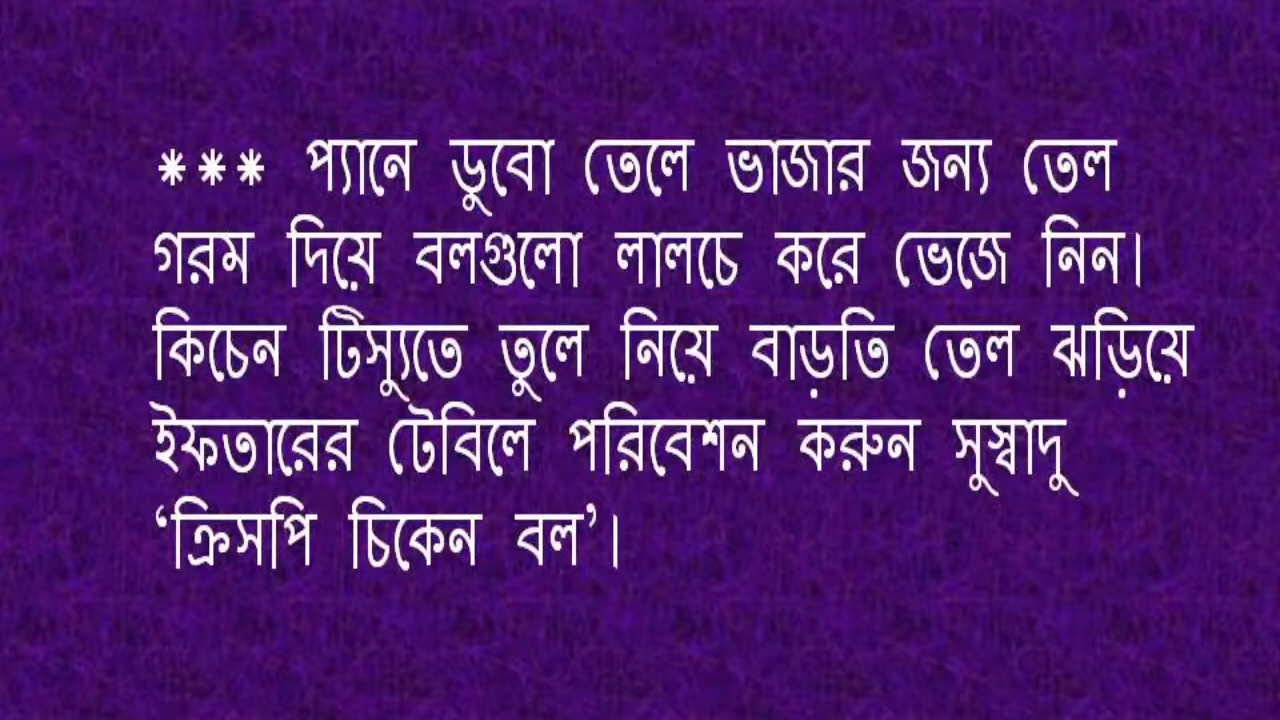 *** প্যানে ডুবো তেলে ভাজার জন্য তেল
গরম দিয়ে বলগুলো লালচে করে ভেজে নিন।
কিচেন টিস্যুতে তুলে নিয়ে বাড়তি তেল ঝড়িয়ে
ইফতারের টেবিলে পরিবেশন করুন সুস্বাদু
‘ক্রিসপি চিকেন বল’।